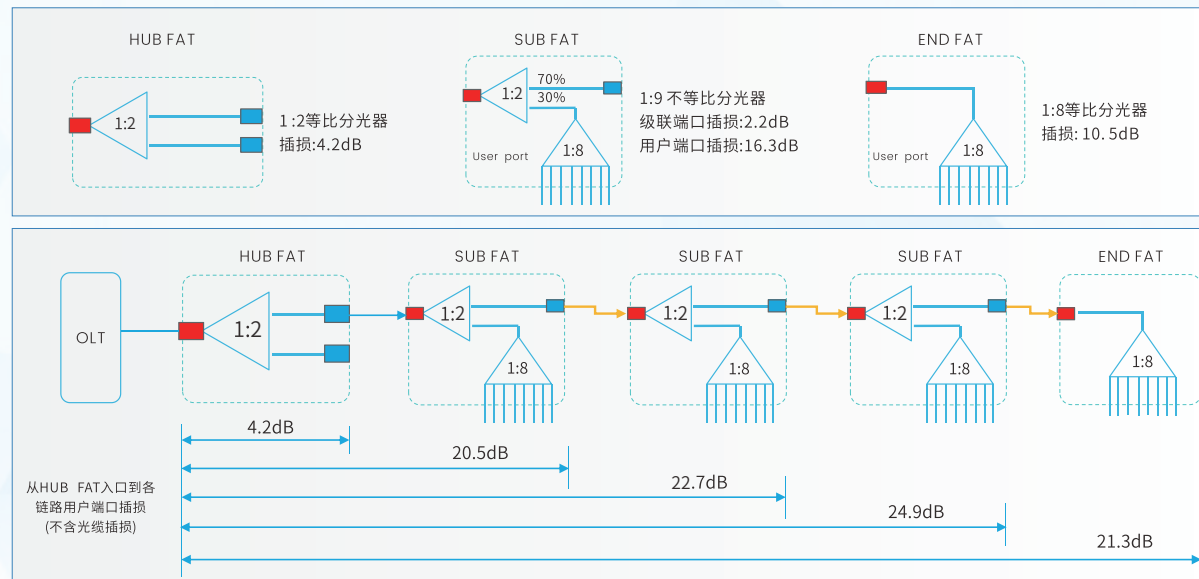 HUB FAT
1:2
1 :2等比分光器
插损:4.2dB
SUB FAT
70%
1:2
30%
User port
1:8
1:9 不等比分光器
级联端口插损:2.2dB
用户端口插损:16.3dB
END FAT
User port
1:8
1:8等比分光器
插损: 10. 5dB
HUB FAT
SUB FAT
SUB FAT
SUB FAT
END FAT
OLT
1:2
1:2
1:8
1:2
1:8
1:2
1:8
1:8
4.2dB
20.5dB
22.7dB
24.9dB
21.3dB
从HUB FAT入口到各
链路用户端口插损
(不含光缆插损)